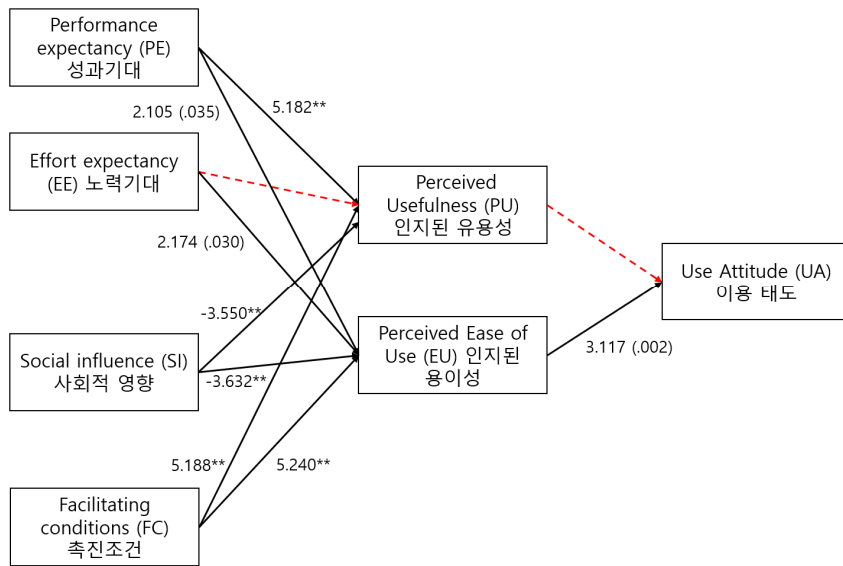 Performance
expectancy (PE)
성과기대
2.105 (.035)
5.182**
Effort expectancy
(EE) 노력기대
Perceived
Usefulness (PU)
인지된 유용성
2.174 (.030)
Use Attitude (UA)
이용 태도
-3.550**
Perceived Ease of
Use (EU) 인지된
용이성
3.117 (.002)
Social influence (SI)
사회적 영향
-3.632**
5.188**
5.240**
Facilitating
conditions (FC)
촉진조건